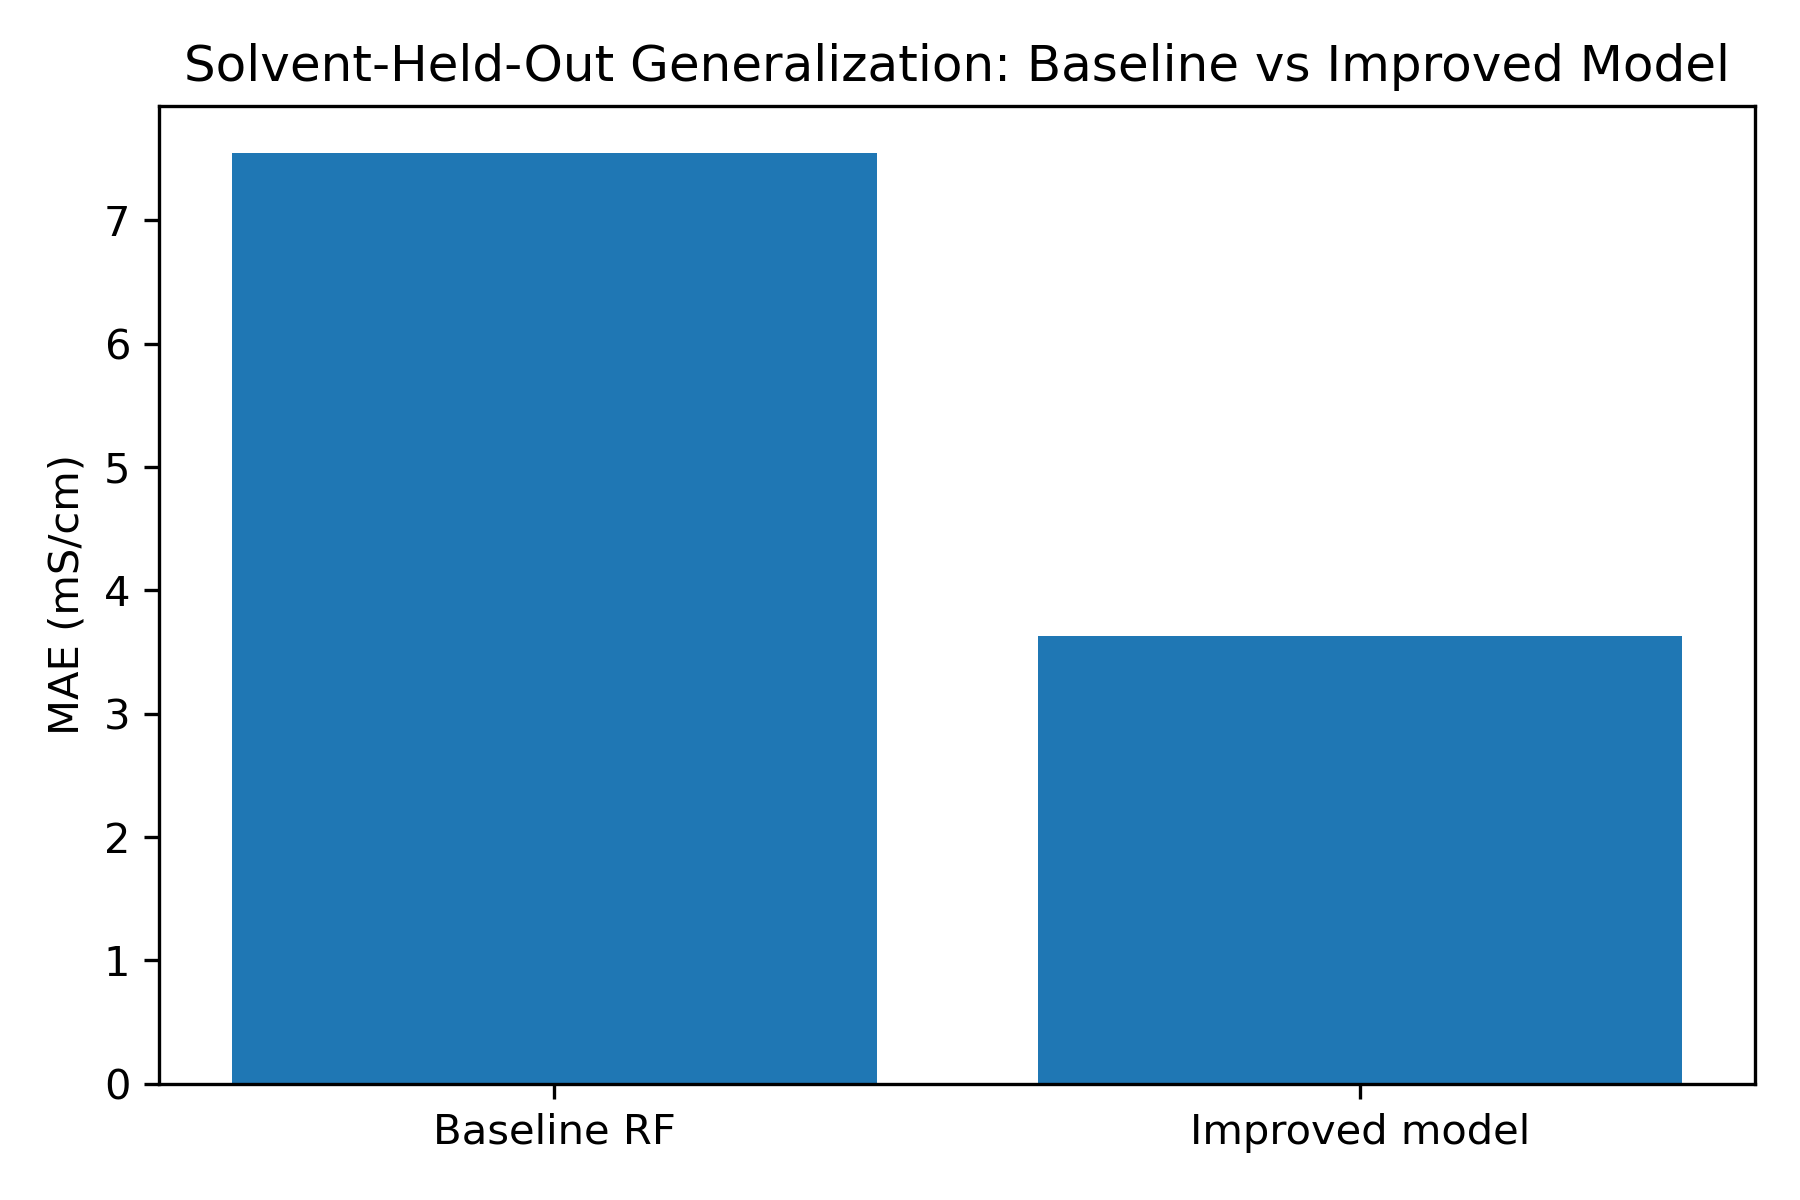 Solvent-Held-Out Generalization: Baseline vs Improved Model
MAE (mS/cm)
7
6
5
4
3
2
1
0
Baseline RF
Improved model